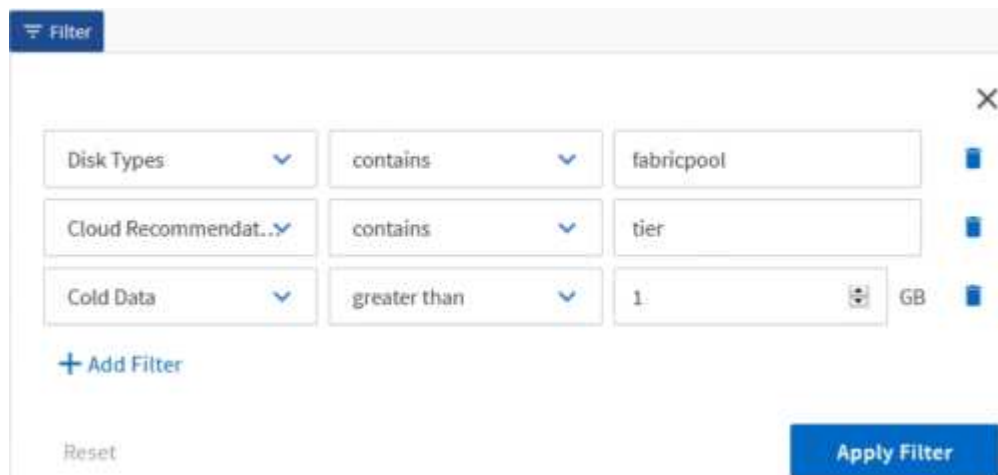 Filter
Disk Types contains fabricpool
Cloud Recommendat... contains tier
Cold Data greater than 1 GB
+ Add Filter
Reset Apply Filter